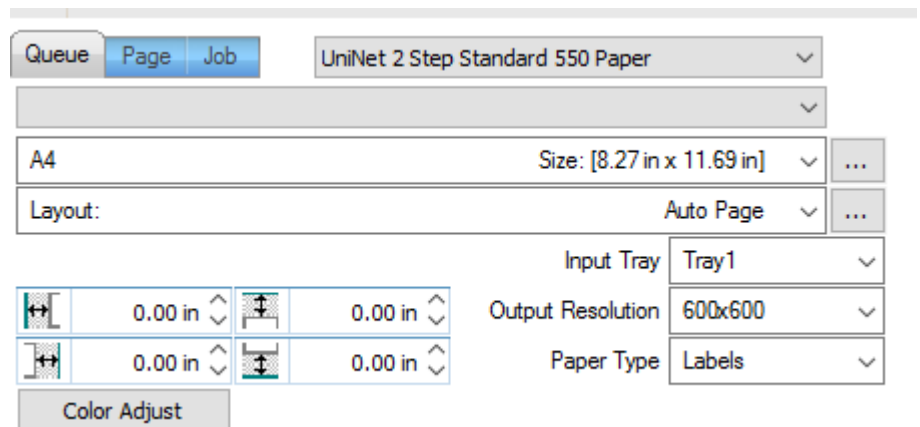 Queue Page Job UniNet 2 Step Standard 550 Paper
A4 Size: [8.27 in x 11.69 in] ...
Layout: Auto Page ...
Input Tray Tray1
0.00 in 0.00 in Output Resolution 600x600
0.00 in 0.00 in Paper Type Labels
Color Adjust